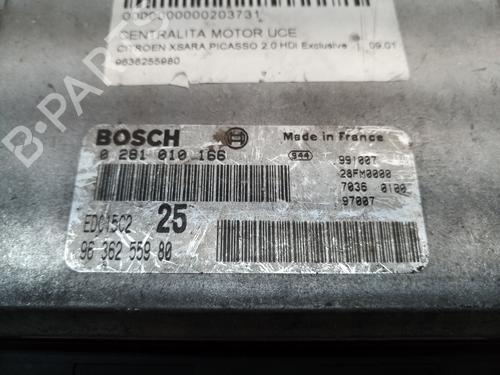 0000000000203731
CENTRALITA MOTOR UCE
CITROEN XSARA PICASSO 2.0 HDI Exclusive | 09.01
9636255980
B-PARTS
BOSCH
Made in France
0 281 010 166
944
991007
28FM0000
7036 0100
97007
EDC15C2
25
96 362 559 80